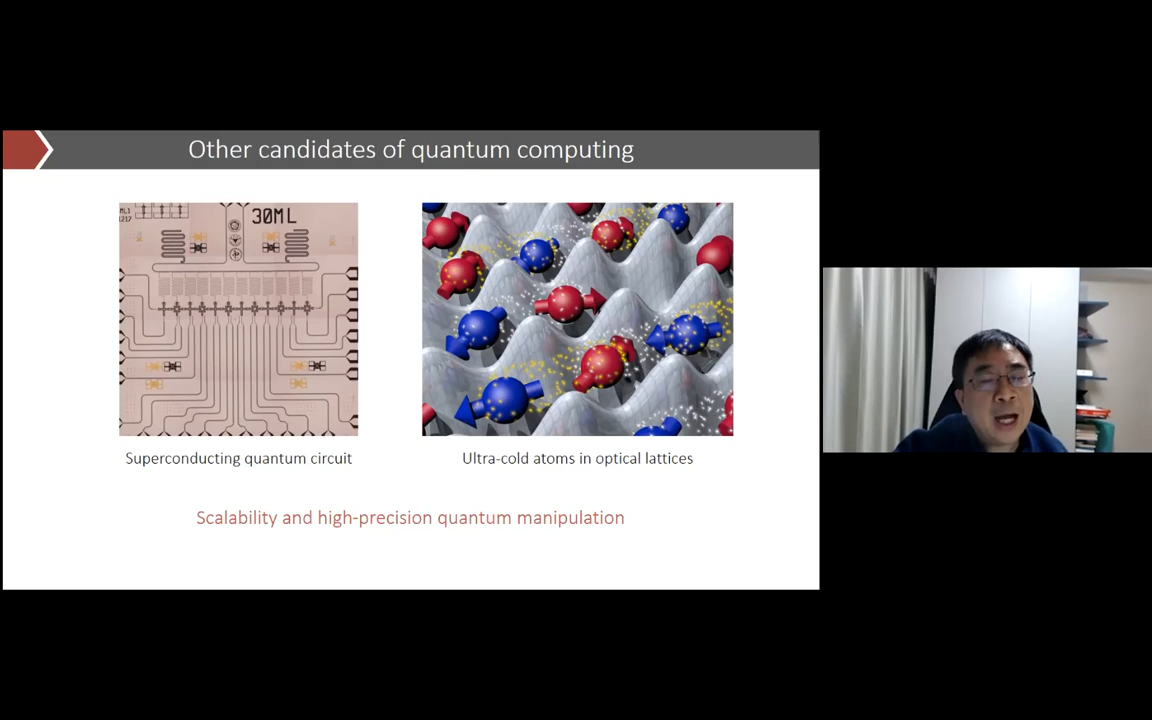 Other candidates of quantum computing
30ML
Superconducting quantum circuit
Ultra-cold atoms in optical lattices
Scalability and high-precision quantum manipulation